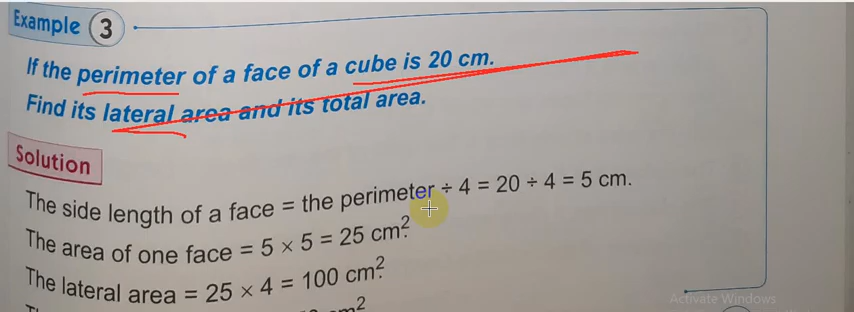 Example 3
If the perimeter of a face of a cube is 20 cm.
Find its lateral area and its total area.
Solution
The side length of a face = the perimeter ÷ 4 = 20 ÷ 4 = 5 cm.
The area of one face = 5 × 5 = 25 cm².
The lateral area = 25 × 4 = 100 cm².
Activate Windows